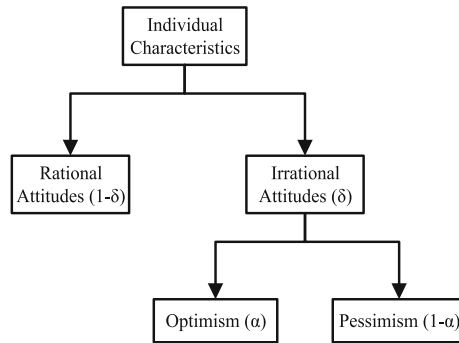 Individual
Characteristics
Rational
Attitudes (1-δ)
Irrational
Attitudes (δ)
Optimism (α)
Pessimism (1-α)